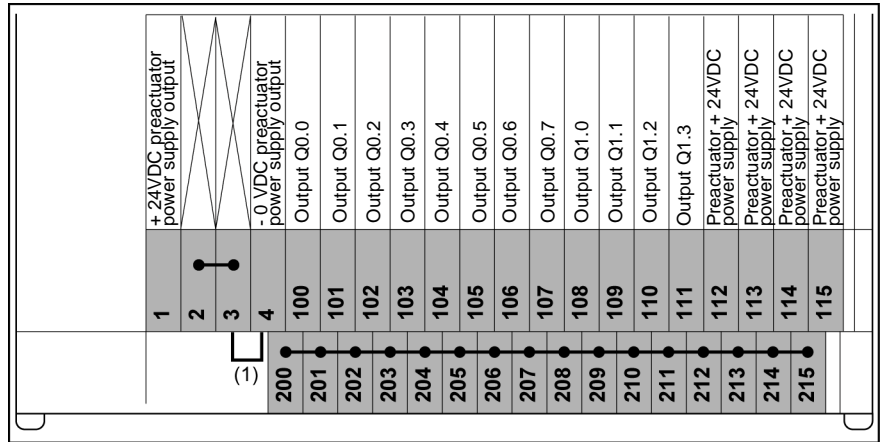 + 24VDC preactuator
power supply output
- 0 VDC preactuator
power supply output
Output Q0.0
Output Q0.1
Output Q0.2
Output Q0.3
Output Q0.4
Output Q0.5
Output Q0.6
Output Q0.7
Output Q1.0
Output Q1.1
Output Q1.2
Output Q1.3
Preactuator + 24VDC
power supply
Preactuator + 24VDC
power supply
Preactuator + 24VDC
power supply
Preactuator + 24VDC
power supply
1
2
3
4
100
101
102
103
104
105
106
107
108
109
110
111
112
113
114
115
(1)
200
201
202
203
204
205
206
207
208
209
210
211
212
213
214
215